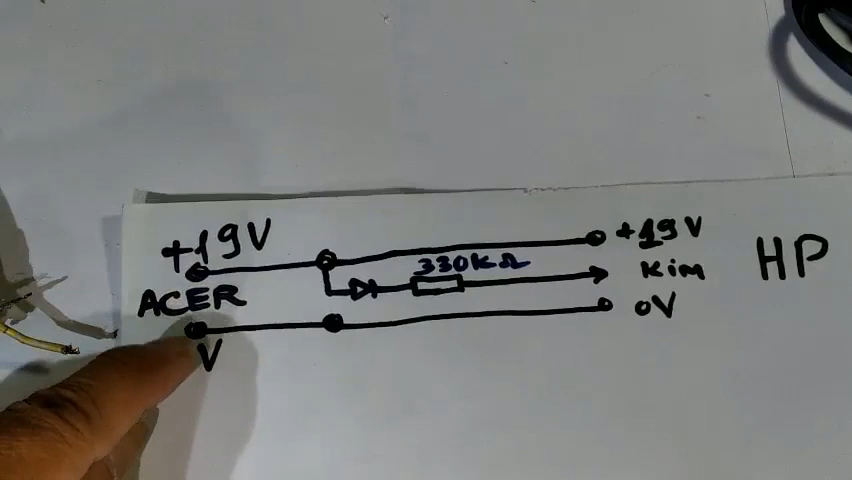 +19V
+19V
330KΩ
Kim
HP
ACER
0V
V